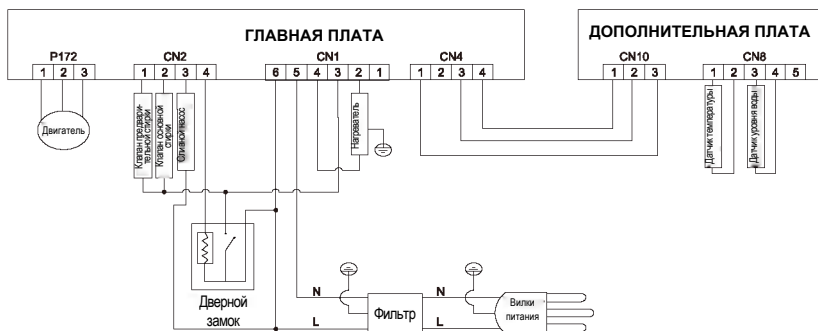 ГЛАВНАЯ ПЛАТА
ДОПОЛНИТЕЛЬНАЯ ПЛАТА
P172
CN2
CN1
CN4
CN10
CN8
1 2 3
1 2 3 4
6 5 4 3 2 1
1 2 3 4
1 2 3
1 2 3 4 5
Двигатель
Клапан предвари-
тельной стирки
Клапан основной
стирки
Сливной насос
Нагреватель
Датчик температуры
Датчик уровня воды
Дверной
замок
N
L
Фильтр
N
L
Вилки
питания